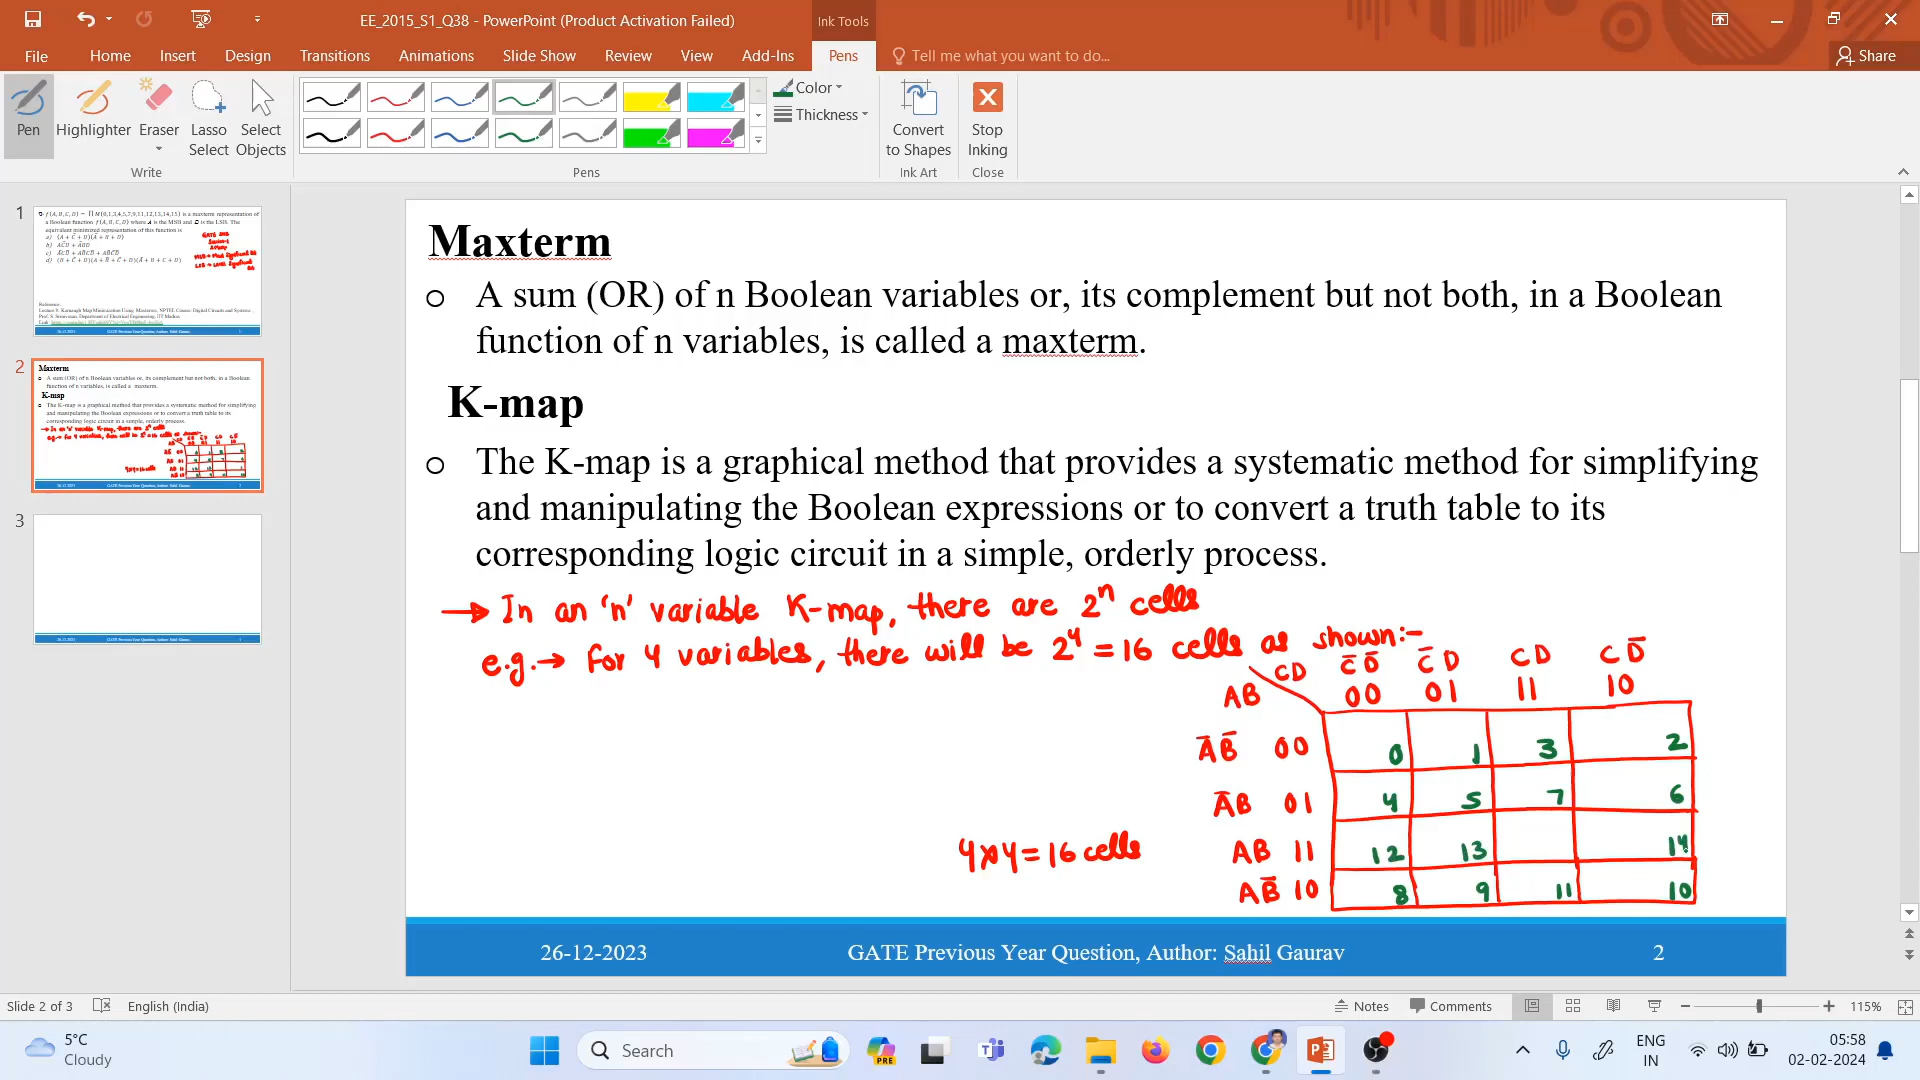 EE_2015_S1_Q38 - PowerPoint (Product Activation Failed)
Ink Tools
File Home Insert Design Transitions Animations Slide Show Review View Add-Ins Pens Tell me what you want to do... Share
Pen Highlighter Eraser Lasso Select Select Objects
Color
Thickness
Convert to Shapes
Stop Inking
Write Pens Ink Art Close
1
2
3
Maxterm
A sum (OR) of n Boolean variables or, its complement but not both, in a Boolean
function of n variables, is called a maxterm.
K-map
The K-map is a graphical method that provides a systematic method for simplifying
and manipulating the Boolean expressions or to convert a truth table to its
corresponding logic circuit in a simple, orderly process.
→ In an 'n' variable K-map, there are 2ⁿ cells
e.g. → For 4 variables, there will be 2⁴ = 16 cells as shown:-
CD C̄D̄ C̄D CD CD̄
AB 00 01 11 10
ĀB̄ 00 0 1 3 2
ĀB 01 4 5 7 6
4x4 = 16 cells AB 11 12 13 14
AB̄ 10 8 9 11 10
26-12-2023 GATE Previous Year Question, Author: Sahil Gaurav 2
Slide 2 of 3 English (India) Notes Comments 115%
5°C
Cloudy
Search
PRE
ENG
IN
05:58
02-02-2024